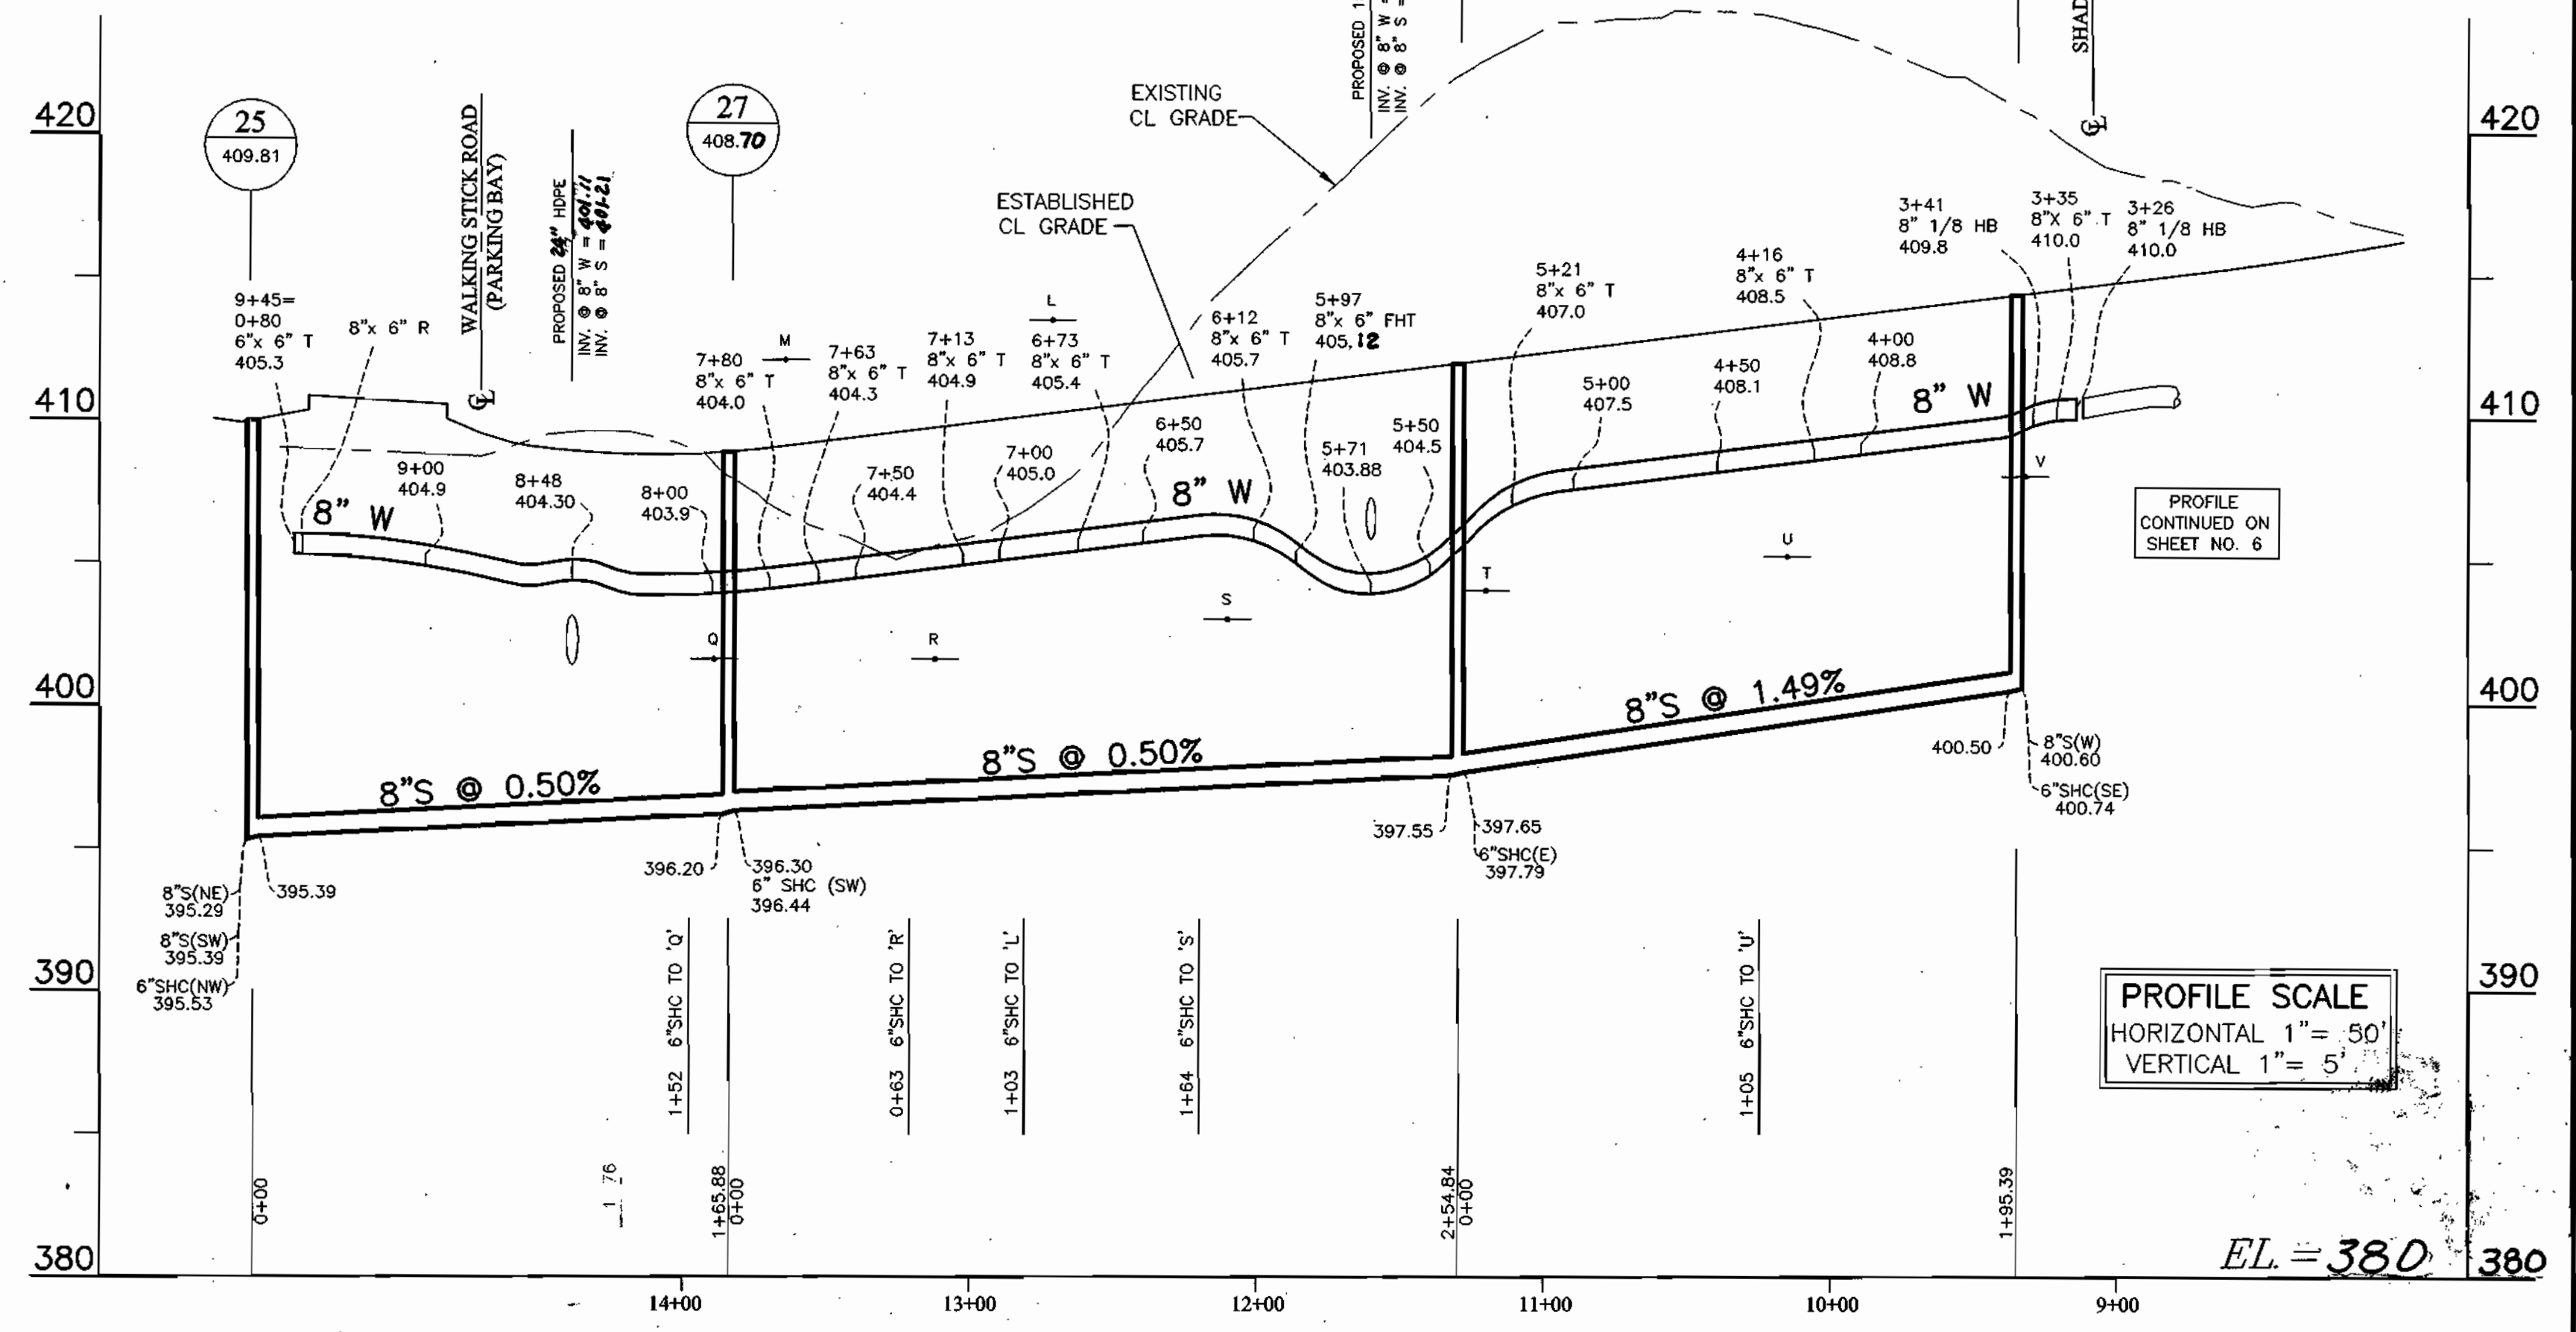 PROPOSED 1
INV. @ 8" W =
INV. @ 8" S =
SHAD
420
25
409.81
WALKING STICK ROAD
(PARKING BAY)
PROPOSED 24" HDPE
INV. @ 8" W = 401.11
INV. @ 8" S = 401.21
27
408.70
EXISTING
CL GRADE
ESTABLISHED
CL GRADE
420
9+45=
0+80
6"x 6" T
405.3
8"x 6" R
7+80
8"x 6" T
404.0
M
7+63
8"x 6" T
404.3
7+13
8"x 6" T
404.9
L
6+73
8"x 6" T
405.4
6+12
8"x 6" T
405.7
5+97
8"x 6" FHT
405.12
5+21
8"x 6" T
407.0
4+16
8"x 6" T
408.5
3+41
8" 1/8 HB
409.8
3+35
8"X 6" T
410.0
3+26
8" 1/8 HB
410.0
410
9+00
404.9
8+48
404.30
8+00
403.9
7+50
404.4
7+00
405.0
6+50
405.7
5+71
403.88
5+50
404.5
5+00
407.5
4+50
408.1
4+00
408.8
8" W
410
8" W
8" W
V
PROFILE
CONTINUED ON
SHEET NO. 6
Q
R
S
T
U
400
8"S @ 0.50%
8"S @ 0.50%
8"S @ 1.49%
400
8"S(NE)
395.29
395.39
8"S(SW)
395.39
6"SHC(NW)
395.53
396.20
396.30
6" SHC (SW)
396.44
397.55
397.65
6"SHC(E)
397.79
400.50
8"S(W)
400.60
6"SHC(SE)
400.74
390
1+52 6"SHC TO 'Q'
0+63 6"SHC TO 'R'
1+03 6"SHC TO 'L'
1+64 6"SHC TO 'S'
1+05 6"SHC TO 'U'
390
PROFILE SCALE
HORIZONTAL 1"= 50'
VERTICAL 1"= 5'
0+00
1 76
1+65.88
0+00
2+54.84
0+00
1+95.39
380
EL. = 380
380
14+00
13+00
12+00
11+00
10+00
9+00